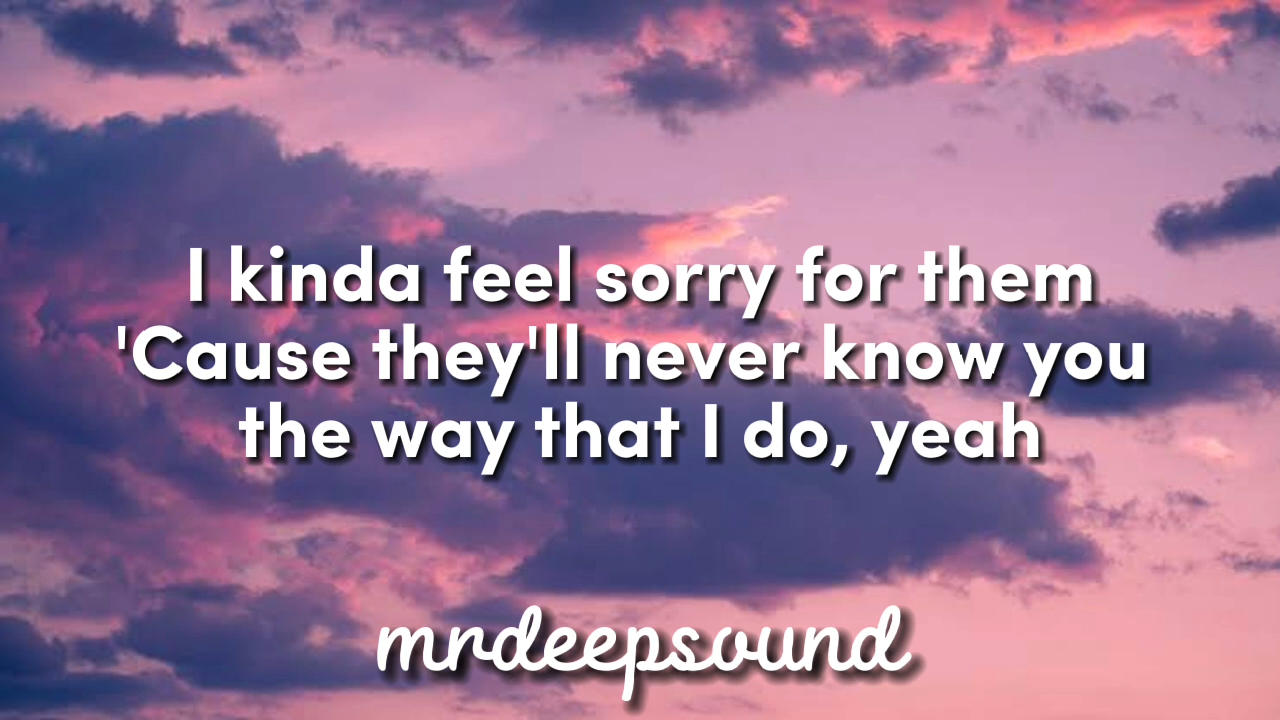 I kinda feel sorry for them
'Cause they'll never know you
the way that I do, yeah
mrdeepsound